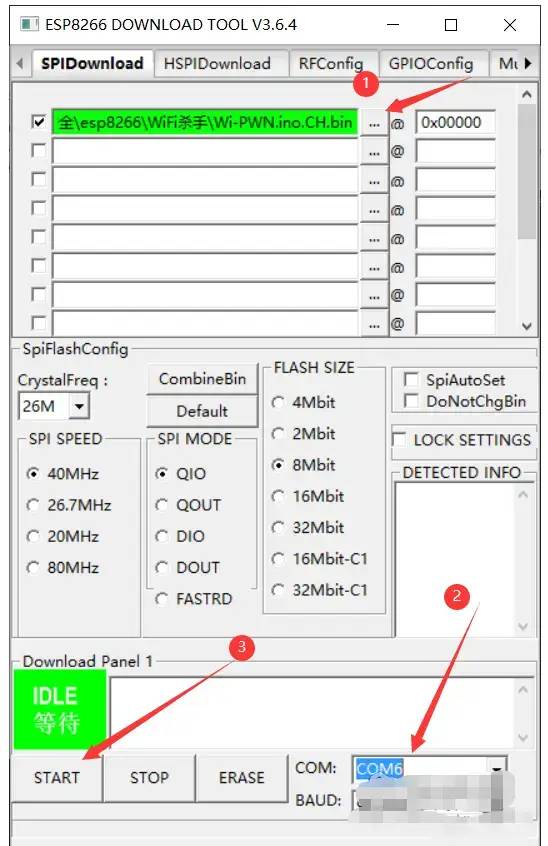 ESP8266 DOWNLOAD TOOL V3.6.4
SPIDownload HSPIDownload RFConfig GPIOConfig Mu
1
全\esp8266\WiFi杀手\Wi-PWN.ino.CH.bin ... @ 0x00000
... @
... @
... @
... @
... @
... @
... @
SpiFlashConfig
CrystalFreq :
26M
CombineBin
Default
SPI SPEED
40MHz
26.7MHz
20MHz
80MHz
SPI MODE
QIO
QOUT
DIO
DOUT
FASTRD
FLASH SIZE
4Mbit
2Mbit
8Mbit
16Mbit
32Mbit
16Mbit-C1
32Mbit-C1
SpiAutoSet
DoNotChgBin
LOCK SETTINGS
DETECTED INFO
2
3
Download Panel 1
IDLE
等待
START STOP ERASE
COM: COM6
BAUD: